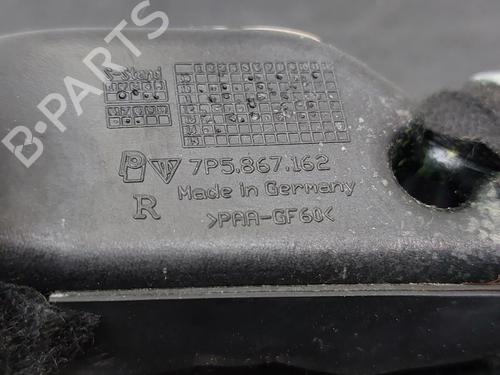 B-PARTS
7P5.867.162
Made in Germany
R
>PAA-GF60<